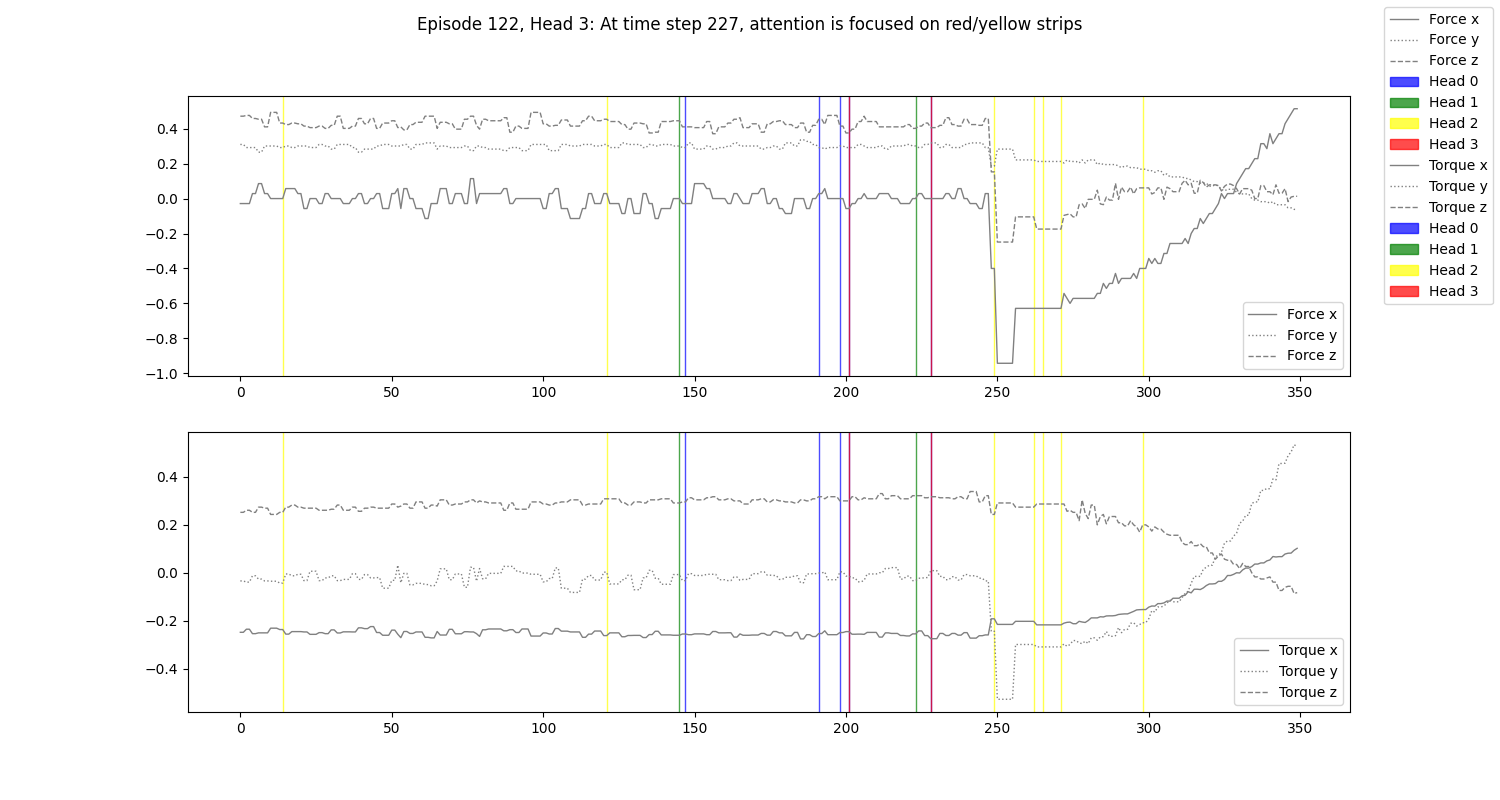 Episode 122, Head 3: At time step 227, attention is focused on red/yellow strips
Force x
Force y
Force z
Head 0
Head 1
Head 2
Head 3
Torque x
Torque y
Torque z
Head 0
Head 1
Head 2
Head 3
0.4
0.2
0.0
−0.2
−0.4
−0.6
−0.8
−1.0
Force x
Force y
Force z
0 50 100 150 200 250 300 350
0.4
0.2
0.0
−0.2
−0.4
Torque x
Torque y
Torque z
0 50 100 150 200 250 300 350